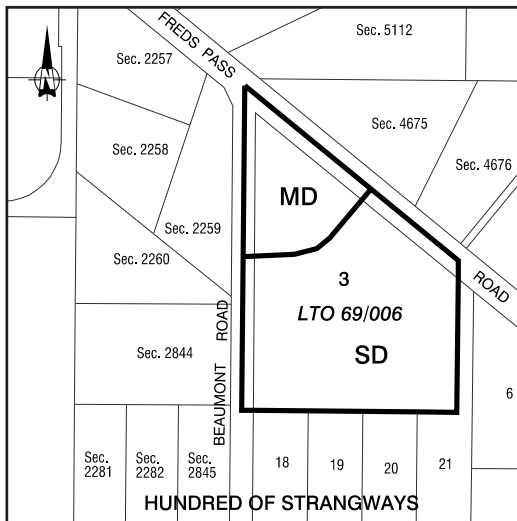 FREDS PASS
Sec. 5112
Sec. 2257
Sec. 4675
Sec. 2258
Sec. 4676
MD
Sec. 2259
Sec. 2260
3
ROAD
LTO 69/006
BEAUMONT ROAD
SD
Sec. 2844
6
Sec.
2281
Sec.
2282
Sec.
2845
18
19
20
21
HUNDRED OF STRANGWAYS